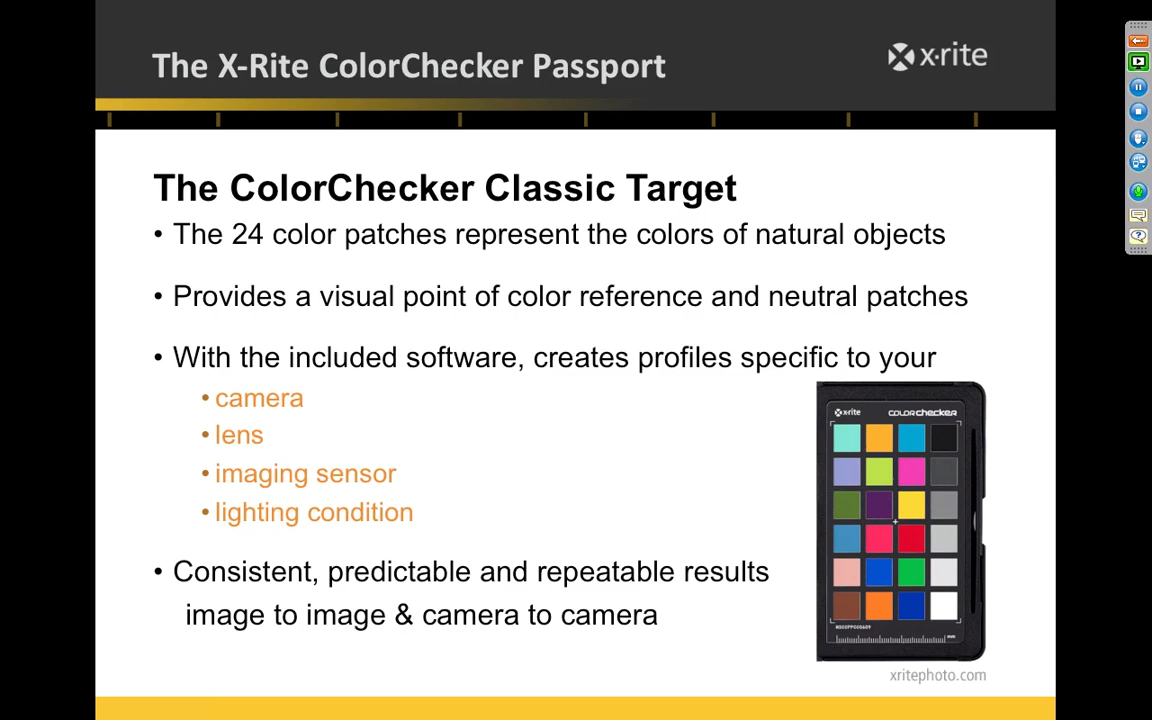 The X-Rite ColorChecker Passport
x·rite
The ColorChecker Classic Target
• The 24 color patches represent the colors of natural objects
• Provides a visual point of color reference and neutral patches
• With the included software, creates profiles specific to your
• camera
• lens
• imaging sensor
• lighting condition
x·rite
colorchecker
mm
• Consistent, predictable and repeatable results
image to image & camera to camera
xritephoto.com